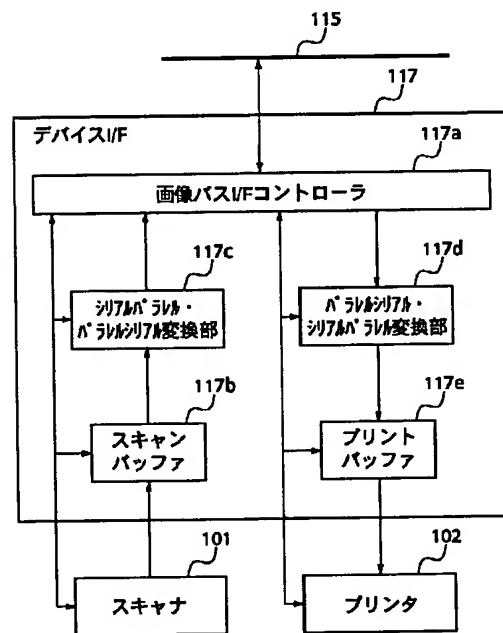 115
117
デバイスI/F
117a
画像バスI/Fコントローラ
117c
117d
シリアルパラレル・
パラレルシリアル変換部
パラレルシリアル・
シリアルパラレル変換部
117b
117e
スキャン
バッファ
プリント
バッファ
101
102
スキャナ
プリンタ